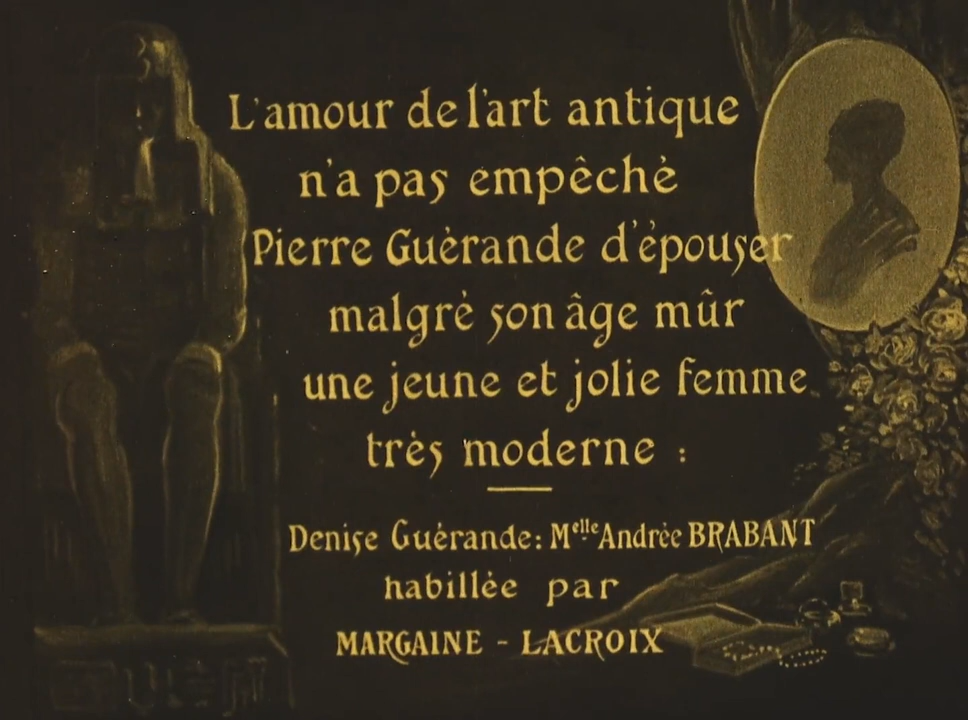 L'amour de l'art antique
n'a pas empêché
Pierre Guérande d'épouser
malgré son âge mûr
une jeune et jolie femme
très moderne :
Denise Guérande: Melle Andrée BRABANT
habillée par
MARGAINE - LACROIX